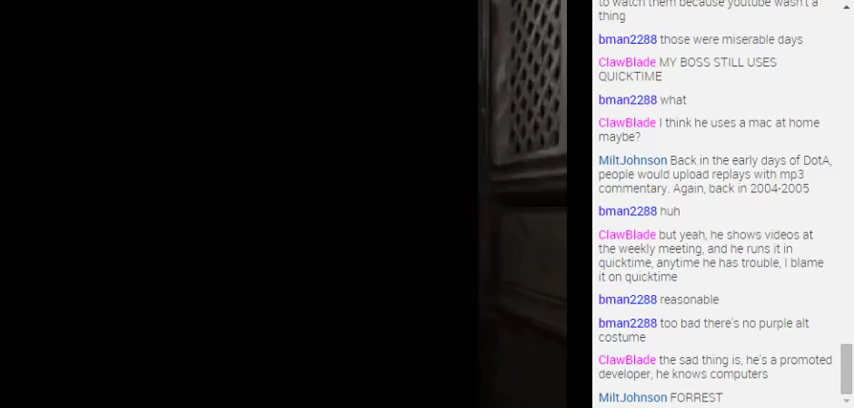 to watch them because youtube wasn't a
thing
bman2288 those were miserable days
ClawBlade MY BOSS STILL USES
QUICKTIME
bman2288 what
ClawBlade I think he uses a mac at home
maybe?
MiltJohnson Back in the early days of DotA,
people would upload replays with mp3
commentary. Again, back in 2004-2005
bman2288 huh
ClawBlade but yeah, he shows videos at
the weekly meeting, and he runs it in
quicktime, anytime he has trouble, I blame
it on quicktime
bman2288 reasonable
bman2288 too bad there's no purple alt
costume
ClawBlade the sad thing is, he's a promoted
developer, he knows computers
MiltJohnson FORREST